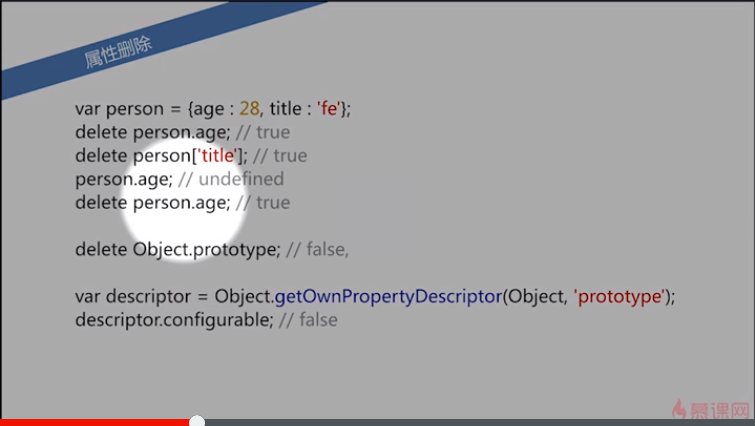 属性删除
var person = {age : 28, title : 'fe'};
delete person.age; // true
delete person['title']; // true
person.age; // undefined
delete person.age; // true
delete Object.prototype; // false,
var descriptor = Object.getOwnPropertyDescriptor(Object, 'prototype');
descriptor.configurable; // false
慕课网